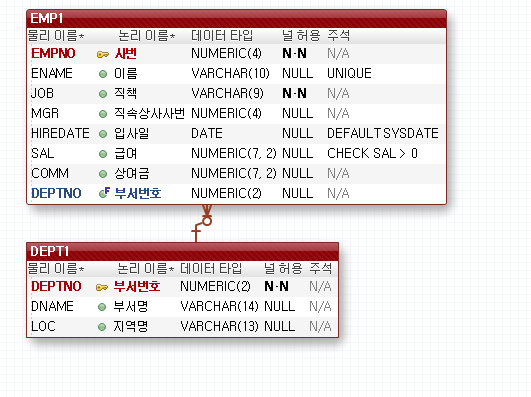 EMP1
물리 이름* 논리 이름* 데이터 타입 널 허용 주석
EMPNO 사번 NUMERIC(4) N·N N/A
ENAME 이름 VARCHAR(10) NULL UNIQUE
JOB 직책 VARCHAR(9) N·N N/A
MGR 직속상사사번 NUMERIC(4) NULL N/A
HIREDATE 입사일 DATE NULL DEFAULT SYSDATE
SAL 급여 NUMERIC(7, 2) NULL CHECK SAL > 0
COMM 상여금 NUMERIC(7, 2) NULL N/A
DEPTNO F 부서번호 NUMERIC(2) NULL N/A
DEPT1
물리 이름* 논리 이름* 데이터 타입 널 허용 주석
DEPTNO 부서번호 NUMERIC(2) N·N N/A
DNAME 부서명 VARCHAR(14) NULL N/A
LOC 지역명 VARCHAR(13) NULL N/A